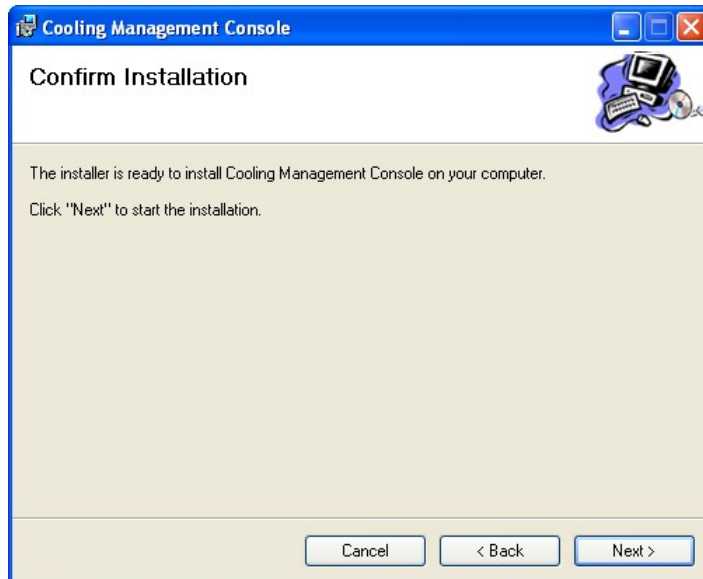 Cooling Management Console
Confirm Installation
The installer is ready to install Cooling Management Console on your computer.
Click "Next" to start the installation.
Cancel
< Back
Next >